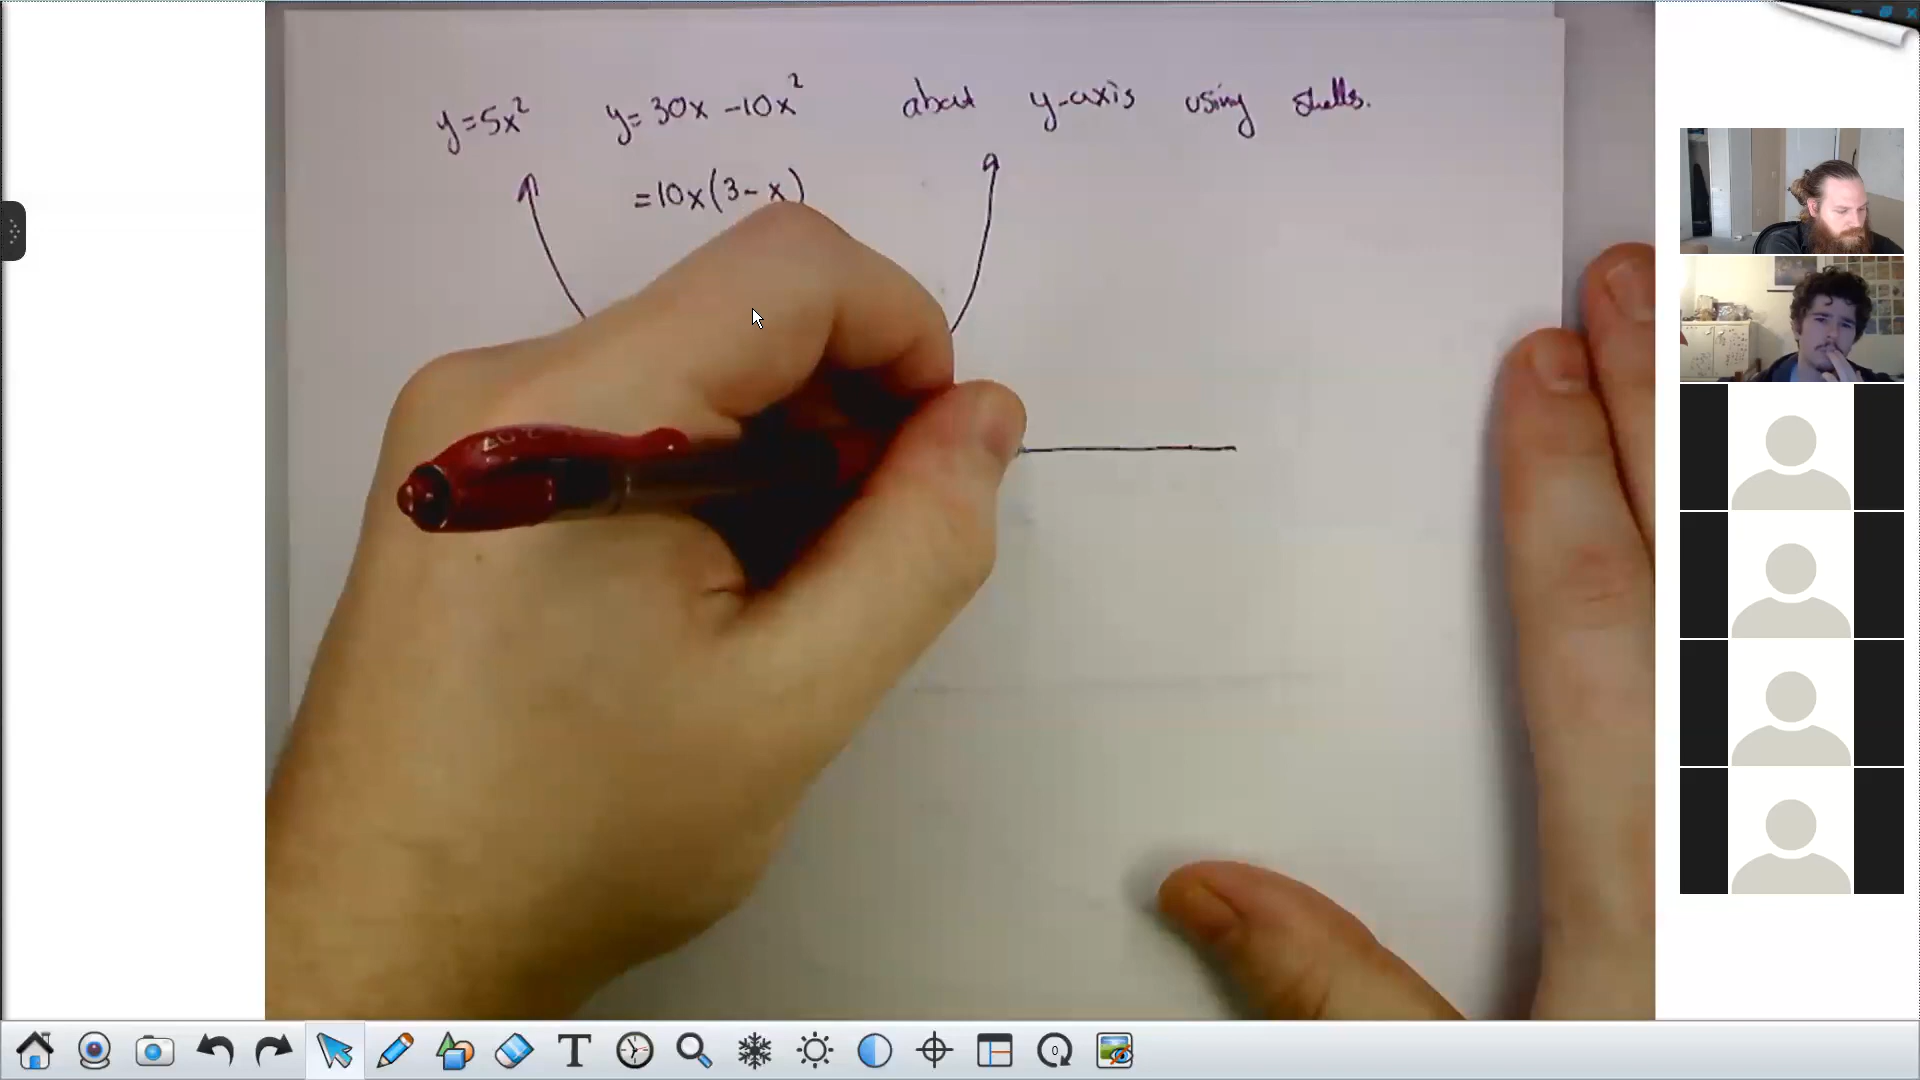 y=5x² y=30x-10x² about y-axis using shells.
=10x(3-x)